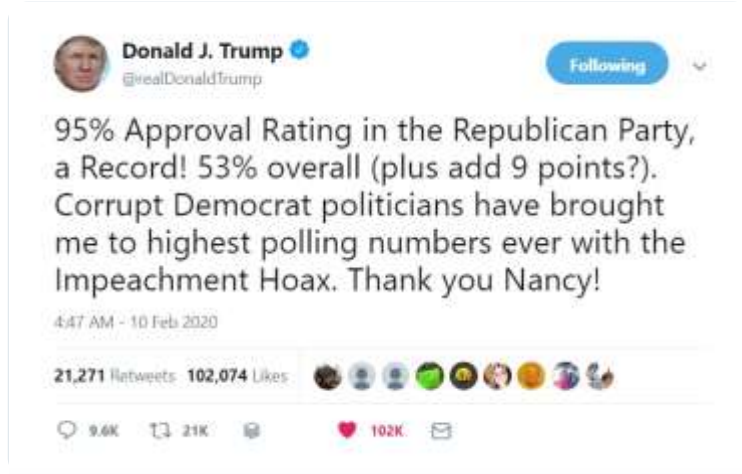 Donald J. Trump
@realDonaldTrump
Following
95% Approval Rating in the Republican Party,
a Record! 53% overall (plus add 9 points?).
Corrupt Democrat politicians have brought
me to highest polling numbers ever with the
Impeachment Hoax. Thank you Nancy!
4:47 AM - 10 Feb 2020
21,271 Retweets 102,074 Likes
9.6K 21K 102K